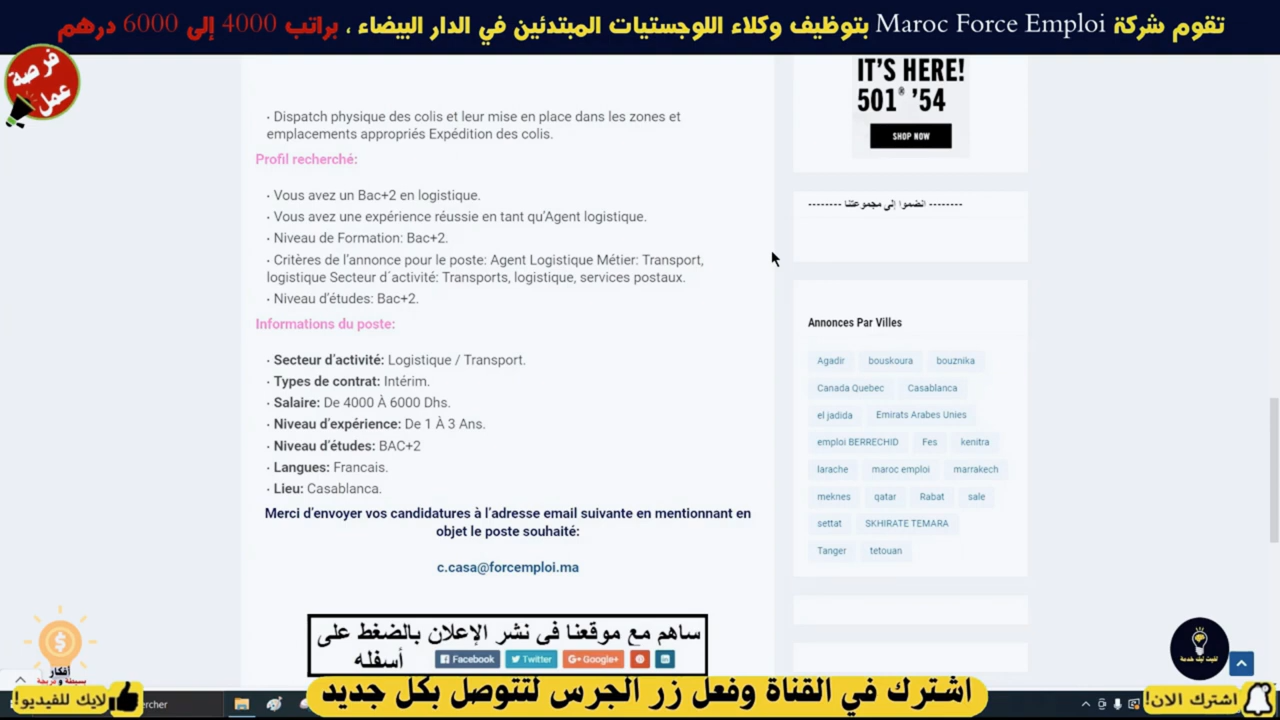 تقوم شركة Maroc Force Emploi بتوظيف وكلاء اللوجستيات المبتدئين في الدار البيضاء ، براتب 4000 إلى 6000 درهم
فرصة
عمل
· Dispatch physique des colis et leur mise en place dans les zones et
emplacements appropriés Expédition des colis.
Profil recherché:
· Vous avez un Bac+2 en logistique.
· Vous avez une expérience réussie en tant qu'Agent logistique.
· Niveau de Formation: Bac+2.
· Critères de l'annonce pour le poste: Agent Logistique Métier: Transport,
logistique Secteur d´activité: Transports, logistique, services postaux.
· Niveau d'études: Bac+2.
Informations du poste:
· Secteur d'activité: Logistique / Transport.
· Types de contrat: Intérim.
· Salaire: De 4000 À 6000 Dhs.
· Niveau d'expérience: De 1 À 3 Ans.
· Niveau d'études: BAC+2
· Langues: Francais.
· Lieu: Casablanca.
Merci d'envoyer vos candidatures à l'adresse email suivante en mentionnant en
objet le poste souhaité:
c.casa@forcemploi.ma
ساهم مع موقعنا في نشر الإعلان بالضغط على
أسفله
Facebook Twitter Google+
IT'S HERE!
501® '54
SHOP NOW
-------- انضموا إلى مجموعتنا --------
Annonces Par Villes
Agadir bouskoura bouznika
Canada Quebec Casablanca
el jadida Emirats Arabes Unies
emploi BERRECHID Fes kenitra
larache maroc emploi marrakech
meknes qatar Rabat sale
settat SKHIRATE TEMARA
Tanger tetouan
أفكار
بسيطة و مربحة
لقيت ليك خدمة
لايك للفيديو!
rcher
اشترك في القناة وفعل زر الجرس لتتوصل بكل جديد
اشترك الان!